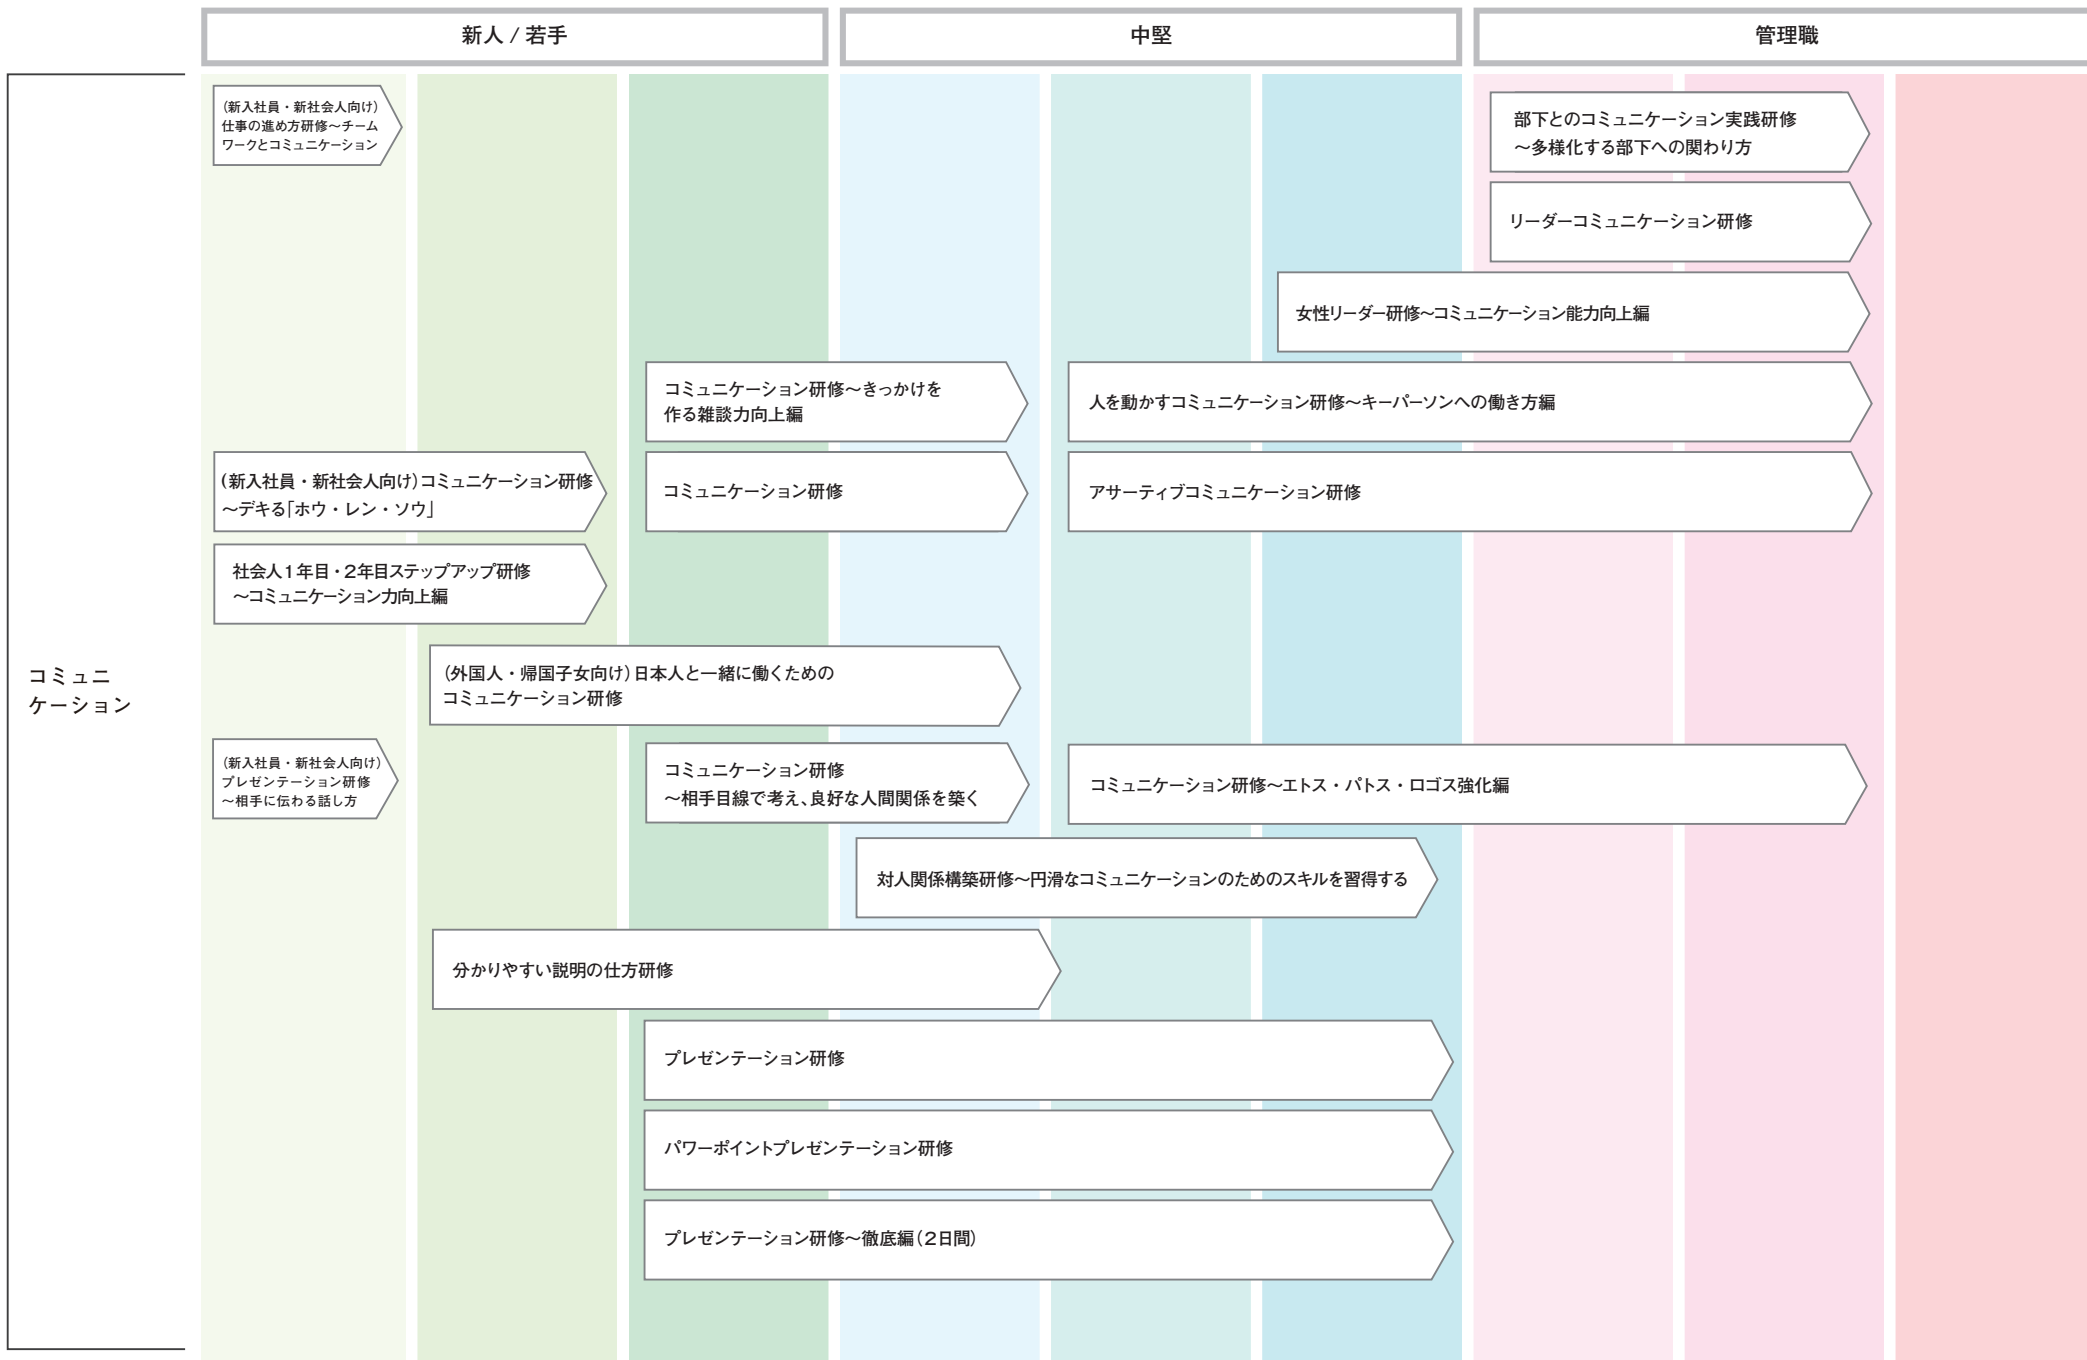 新人 / 若手
中堅
管理職
コミュニ
ケーション
(新入社員・新社会人向け)
仕事の進め方研修～チーム
ワークとコミュニケーション
部下とのコミュニケーション実践研修
～多様化する部下への関わり方
リーダーコミュニケーション研修
女性リーダー研修～コミュニケーション能力向上編
コミュニケーション研修～きっかけを
作る雑談力向上編
人を動かすコミュニケーション研修～キーパーソンへの働き方編
(新入社員・新社会人向け)コミュニケーション研修
～デキる「ホウ・レン・ソウ」
コミュニケーション研修
アサーティブコミュニケーション研修
社会人1年目・2年目ステップアップ研修
～コミュニケーション力向上編
(外国人・帰国子女向け)日本人と一緒に働くための
コミュニケーション研修
(新入社員・新社会人向け)
プレゼンテーション研修
～相手に伝わる話し方
コミュニケーション研修
～相手目線で考え、良好な人間関係を築く
コミュニケーション研修～エトス・パトス・ロゴス強化編
対人関係構築研修～円滑なコミュニケーションのためのスキルを習得する
分かりやすい説明の仕方研修
プレゼンテーション研修
パワーポイントプレゼンテーション研修
プレゼンテーション研修～徹底編(2日間)